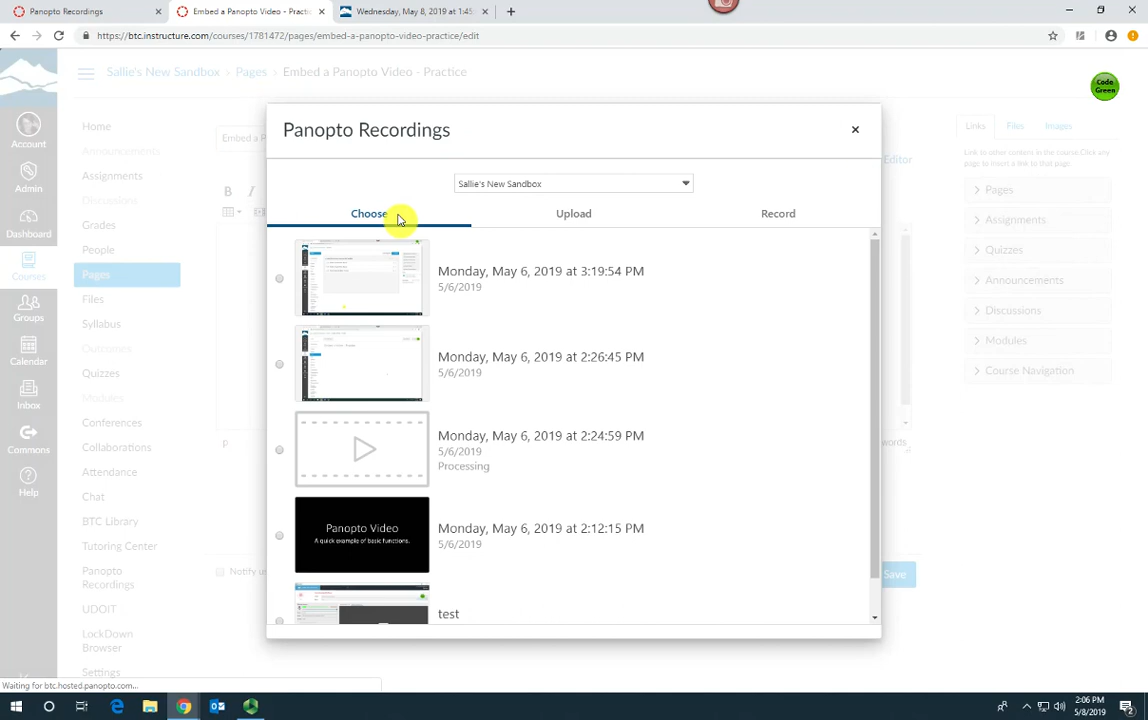 Panopto Recordings
Embed a Panopto Video - Practic
Wednesday, May 8, 2019 at 1:45
https://btc.instructure.com/courses/1781472/pages/embed-a-panopto-video-practice/edit
Sallie's New Sandbox > Pages > Embed a Panopto Video - Practice
Code
Green
Account
Admin
Dashboard
Courses
Groups
Calendar
Inbox
Commons
Help
Home
Announcements
Assignments
Discussions
Grades
People
Pages
Files
Syllabus
Outcomes
Quizzes
Modules
Conferences
Collaborations
Attendance
Chat
BTC Library
Tutoring Center
Panopto
Recordings
UDOIT
LockDown
Browser
Settings
Embed a P
B I
p
Notify us
Panopto Recordings
×
Sallie's New Sandbox
Choose
Upload
Record
Monday, May 6, 2019 at 3:19:54 PM
5/6/2019
Monday, May 6, 2019 at 2:26:45 PM
5/6/2019
Monday, May 6, 2019 at 2:24:59 PM
5/6/2019
Processing
Panopto Video
A quick example of basic functions.
Monday, May 6, 2019 at 2:12:15 PM
5/6/2019
test
Editor
words
Save
Links
Files
Images
Link to other content in the course.Click any
page to insert a link to that page.
Pages
Assignments
Quizzes
Announcements
Discussions
Modules
Course Navigation
Waiting for btc.hosted.panopto.com...
2:06 PM
5/8/2019